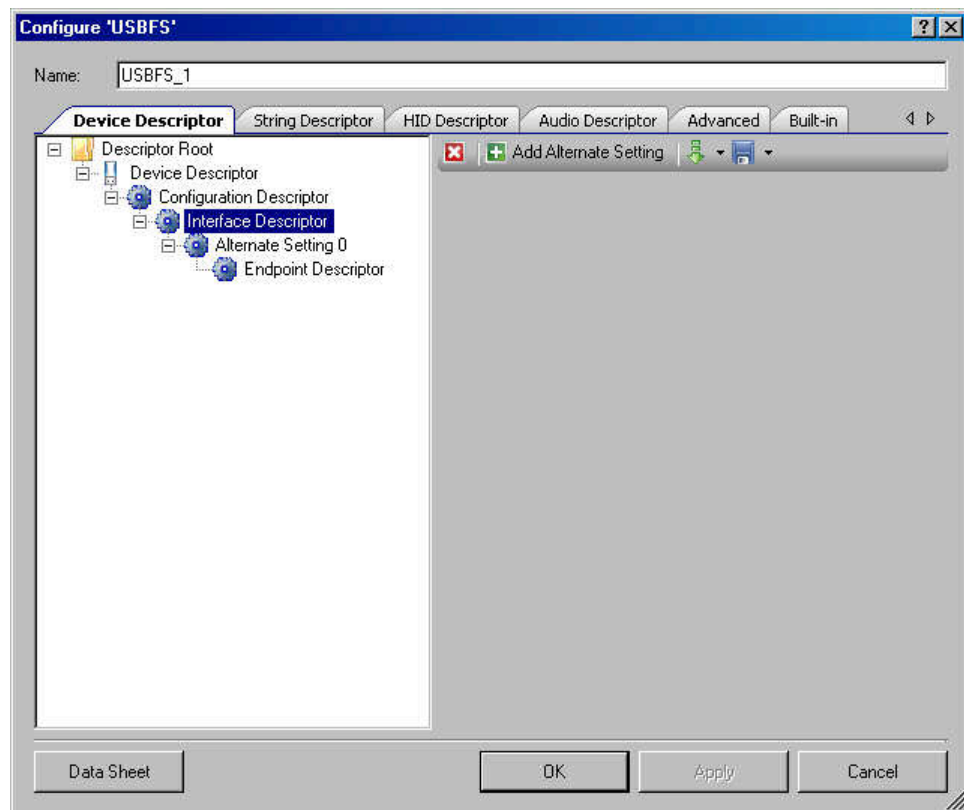 Configure 'USBFS'
Name: USBFS_1
Device Descriptor String Descriptor HID Descriptor Audio Descriptor Advanced Built-in
Descriptor Root
Add Alternate Setting
Device Descriptor
Configuration Descriptor
Interface Descriptor
Alternate Setting 0
Endpoint Descriptor
Data Sheet OK Apply Cancel